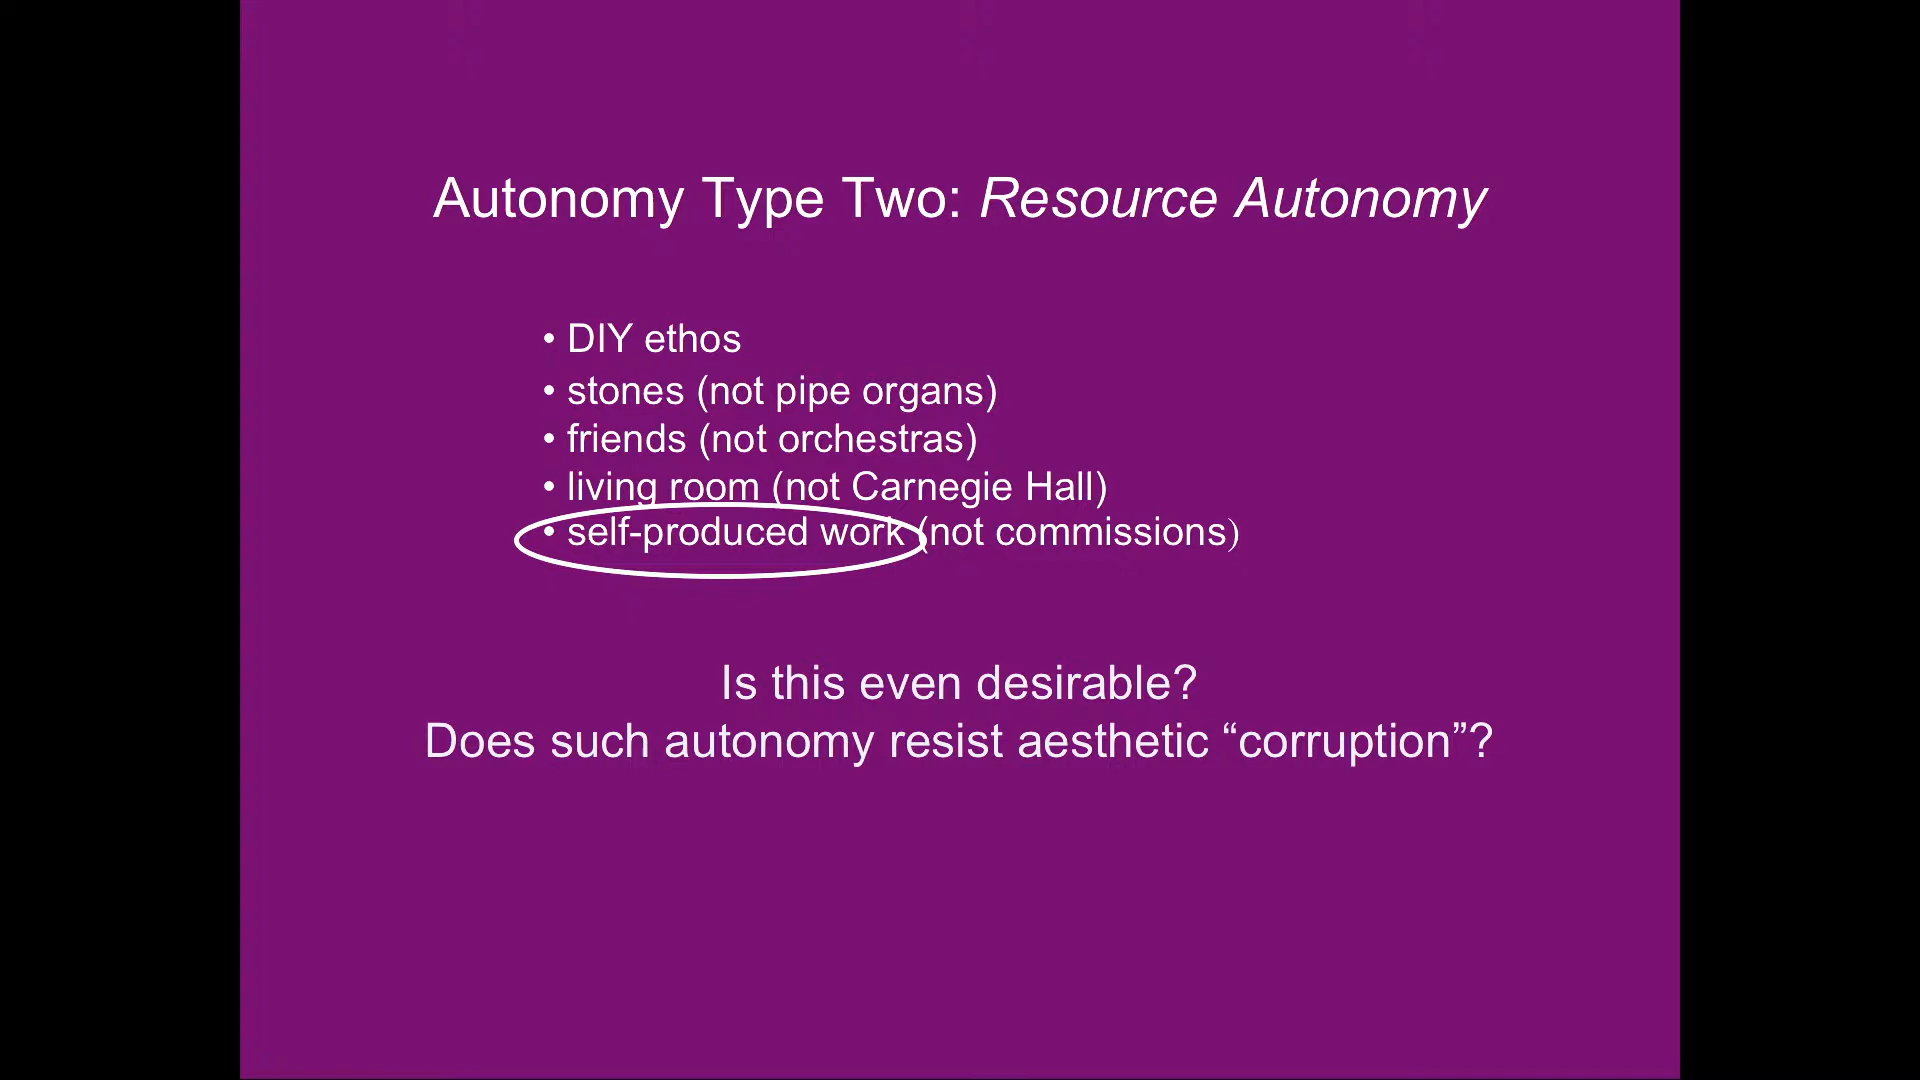 Autonomy Type Two: Resource Autonomy
• DIY ethos
• stones (not pipe organs)
• friends (not orchestras)
• living room (not Carnegie Hall)
• self-produced work (not commissions)
Is this even desirable?
Does such autonomy resist aesthetic “corruption”?